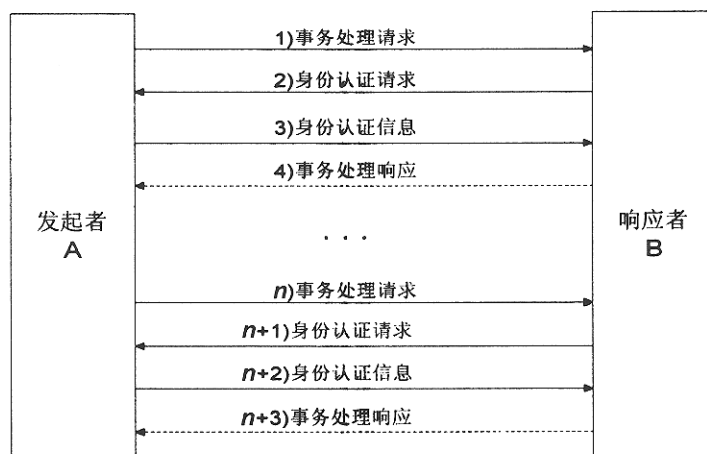 1)事务处理请求
2)身份认证请求
3)身份认证信息
4)事务处理响应
发起者
A
响应者
B
...
n)事务处理请求
n+1)身份认证请求
n+2)身份认证信息
n+3)事务处理响应